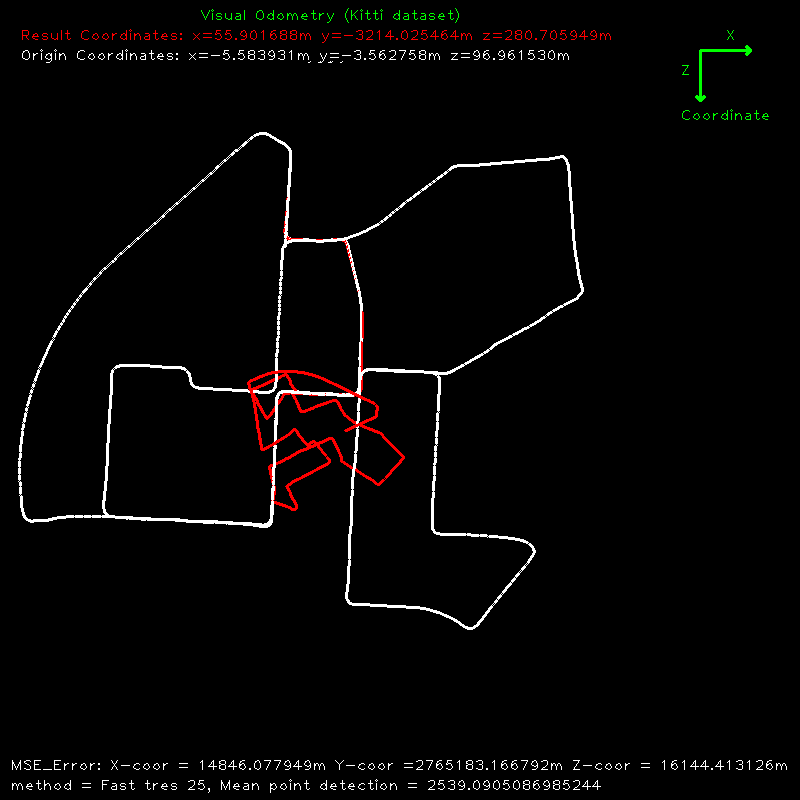 Visual Odometry (Kitti dataset)
Result Coordinates: x=55.901688m y=-3214.025464m z=280.705949m
Origin Coordinates: x=-5.583931m y=-3.562758m z=96.961530m
X
Z
Coordinate
MSE_Error: X-coor = 14846.077949m Y-coor =2765183.166792m Z-coor = 16144.413126m
method = Fast tres 25, Mean point detection = 2539.0905086985244